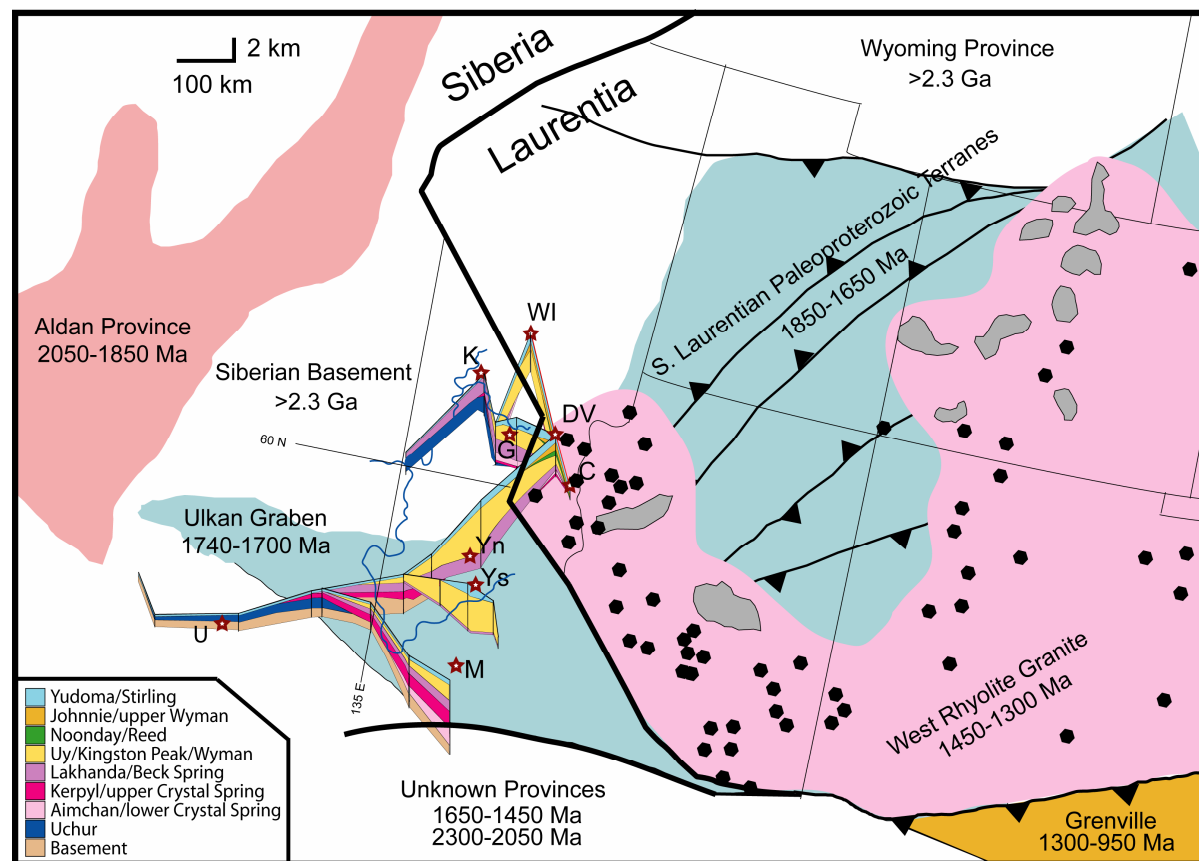 2 km
100 km
Siberia
Laurentia
Wyoming Province
>2.3 Ga
S. Laurentian Paleoproterozoic Terranes
1850-1650 Ma
Aldan Province
2050-1850 Ma
Siberian Basement
>2.3 Ga
WI
K
DV
G
C
60 N
Ulkan Graben
1740-1700 Ma
Yn
Ys
U
M
135 E
West Rhyolite Granite
1450-1300 Ma
Unknown Provinces
1650-1450 Ma
2300-2050 Ma
Grenville
1300-950 Ma
Yudoma/Stirling
Johnnie/upper Wyman
Noonday/Reed
Uy/Kingston Peak/Wyman
Lakhanda/Beck Spring
Kerpyl/upper Crystal Spring
Aimchan/lower Crystal Spring
Uchur
Basement